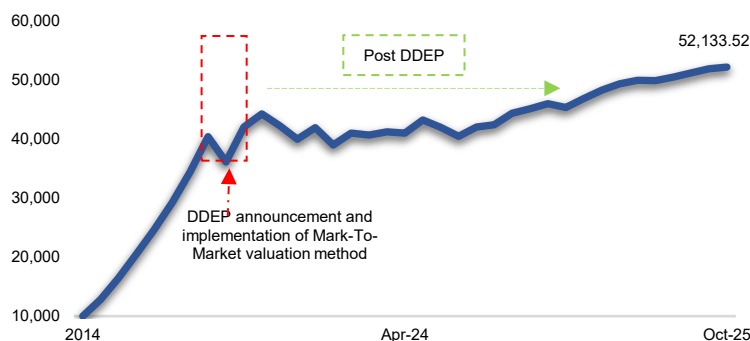 60,000
50,000
40,000
30,000
20,000
10,000
Post DDEP
52,133.52
DDEP announcement and
implementation of Mark-To-
Market valuation method
2014
Apr-24
Oct-25